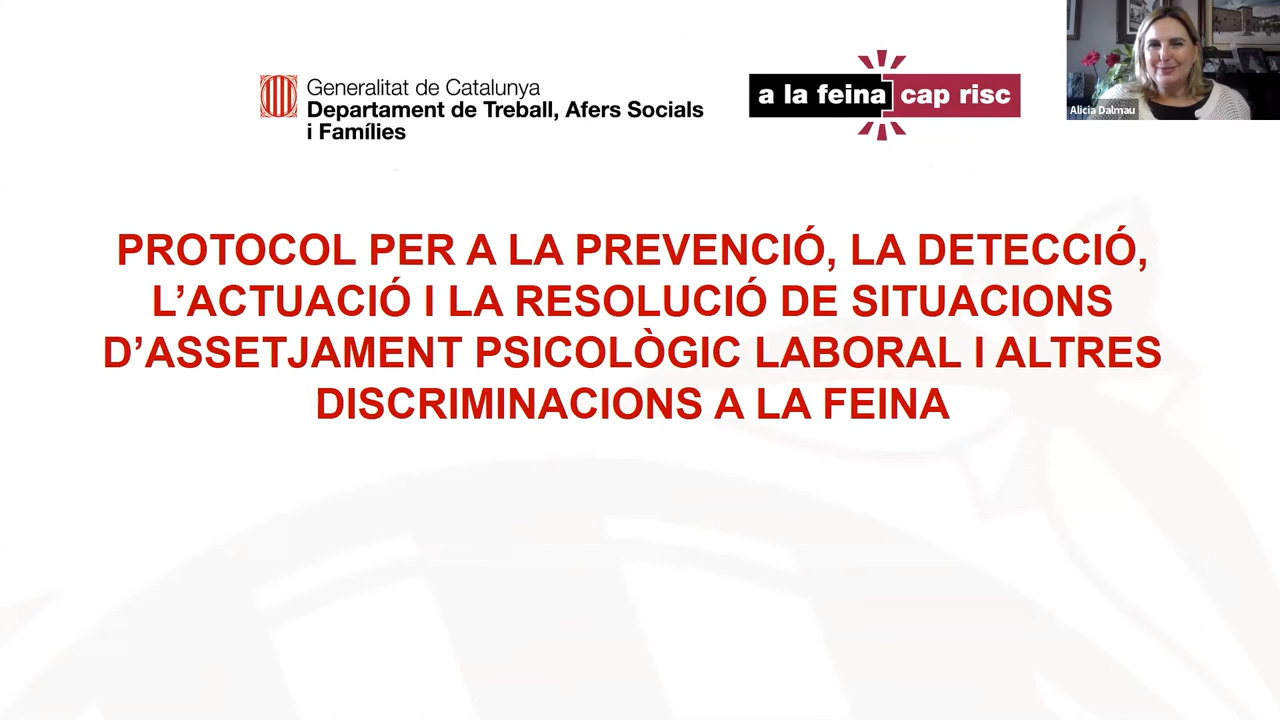 Generalitat de Catalunya
Departament de Treball, Afers Socials
i Famílies
a la feina cap risc
Alicia Dalmau
PROTOCOL PER A LA PREVENCIÓ, LA DETECCIÓ,
L’ACTUACIÓ I LA RESOLUCIÓ DE SITUACIONS
D’ASSETJAMENT PSICOLÒGIC LABORAL I ALTRES
DISCRIMINACIONS A LA FEINA